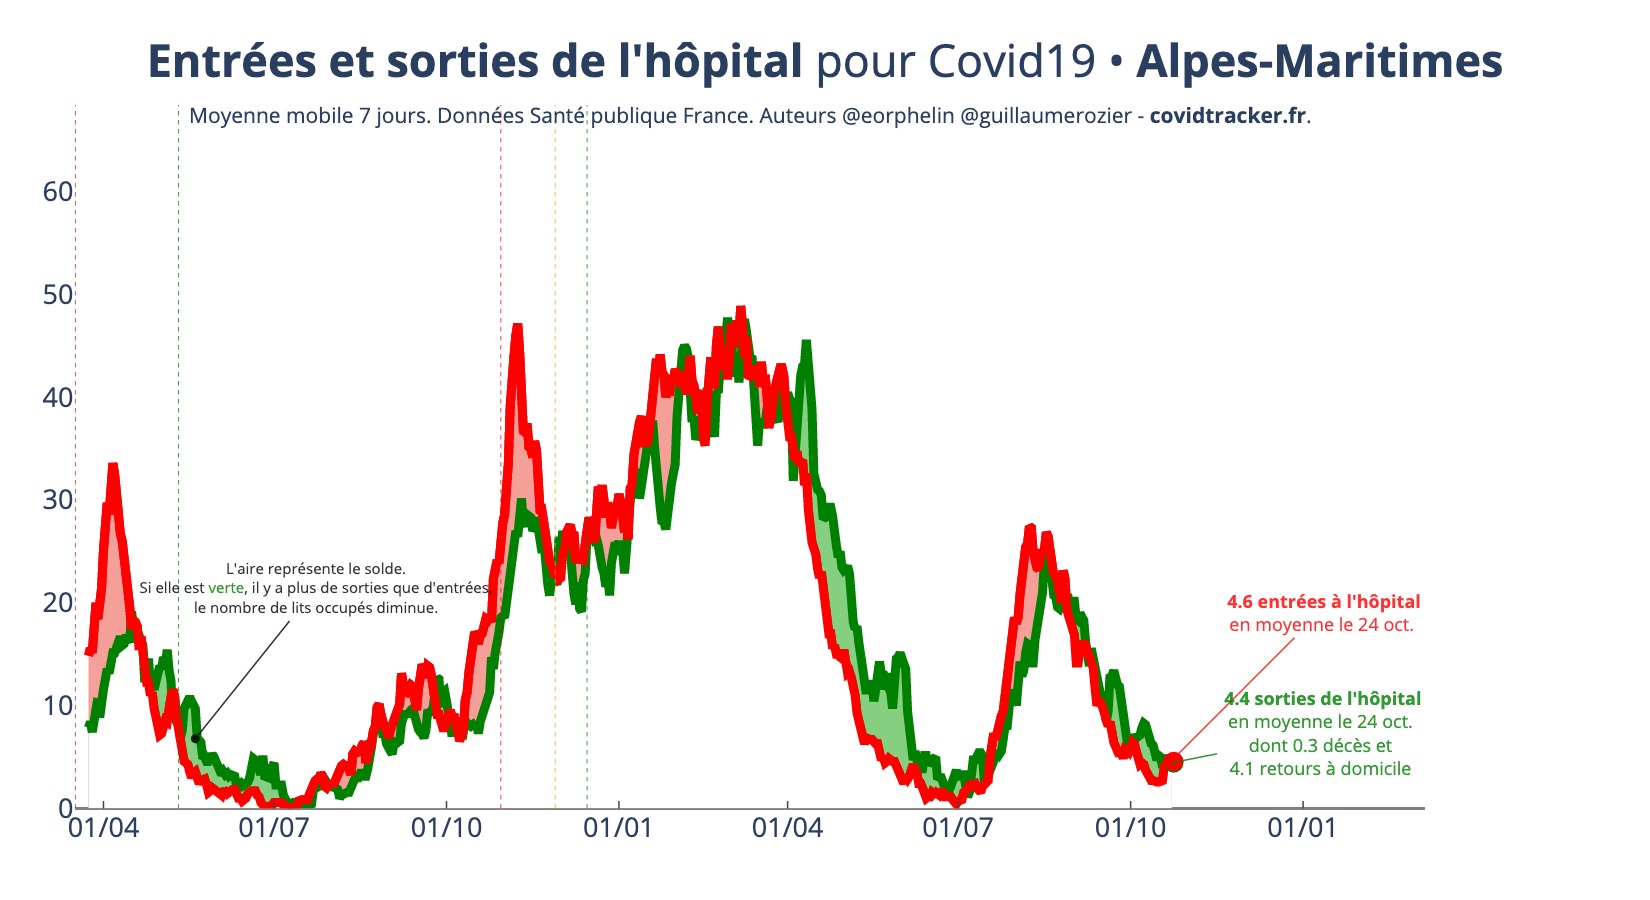 Entrées et sorties de l'hôpital pour Covid19 • Alpes-Maritimes
Moyenne mobile 7 jours. Données Santé publique France. Auteurs @eorphelin @guillaumerozier - covidtracker.fr.
60
50
40
30
20
10
0
L'aire représente le solde.
Si elle est verte, il y a plus de sorties que d'entrées,
le nombre de lits occupés diminue.
4.6 entrées à l'hôpital
en moyenne le 24 oct.
4.4 sorties de l'hôpital
en moyenne le 24 oct.
dont 0.3 décès et
4.1 retours à domicile
01/04 01/07 01/10 01/01 01/04 01/07 01/10 01/01